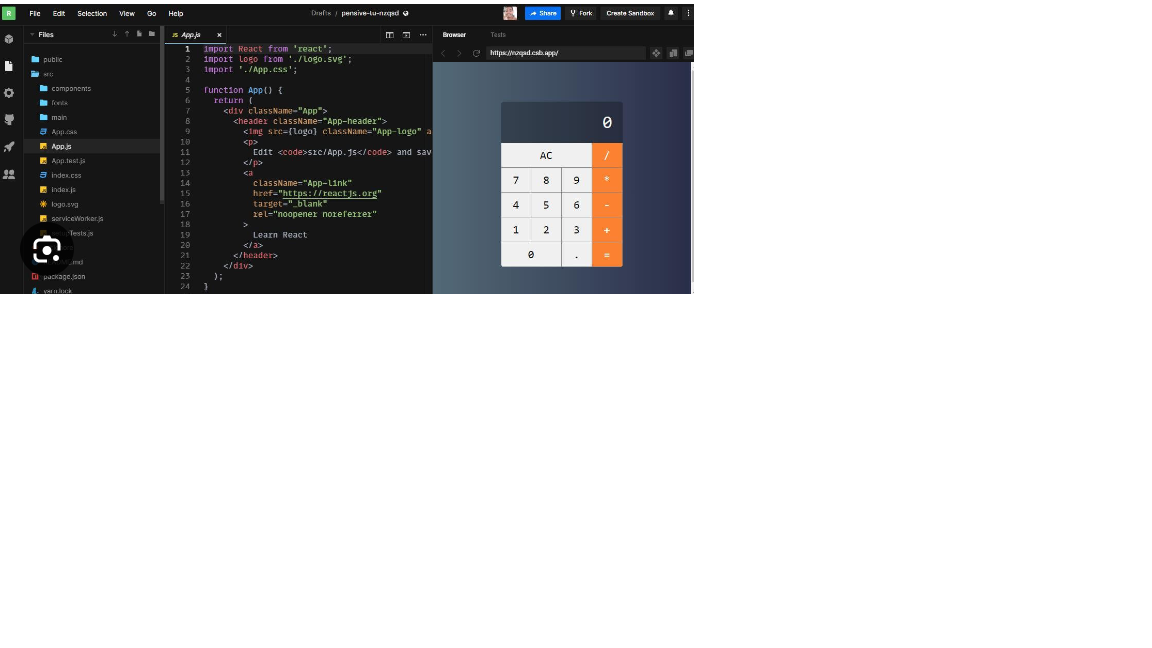 R File Edit Selection View Go Help Drafts / pensive-tu-nzqsd Share Fork Create Sandbox
Files
public
src
components
fonts
main
App.css
App.js
App.test.js
index.css
index.js
logo.svg
serviceWorker.js
package.json
yarn.lock
JS App.js ×
1 import React from 'react';
2 import logo from './logo.svg';
3 import './App.css';
4
5 function App() {
6 return (
7 <div className="App">
8 <header className="App-header">
9 <img src={logo} className="App-logo" a
10 <p>
11 Edit <code>src/App.js</code> and sav
12 </p>
13 <a
14 className="App-link"
15 href="https://reactjs.org"
16 target="_blank"
17 rel="noopener noreferrer"
18 >
19 Learn React
20 </a>
21 </header>
22 </div>
23 );
24 }
Browser Tests
https://nzqsd.csb.app/
0
AC /
7 8 9 *
4 5 6 -
1 2 3 +
0 . =